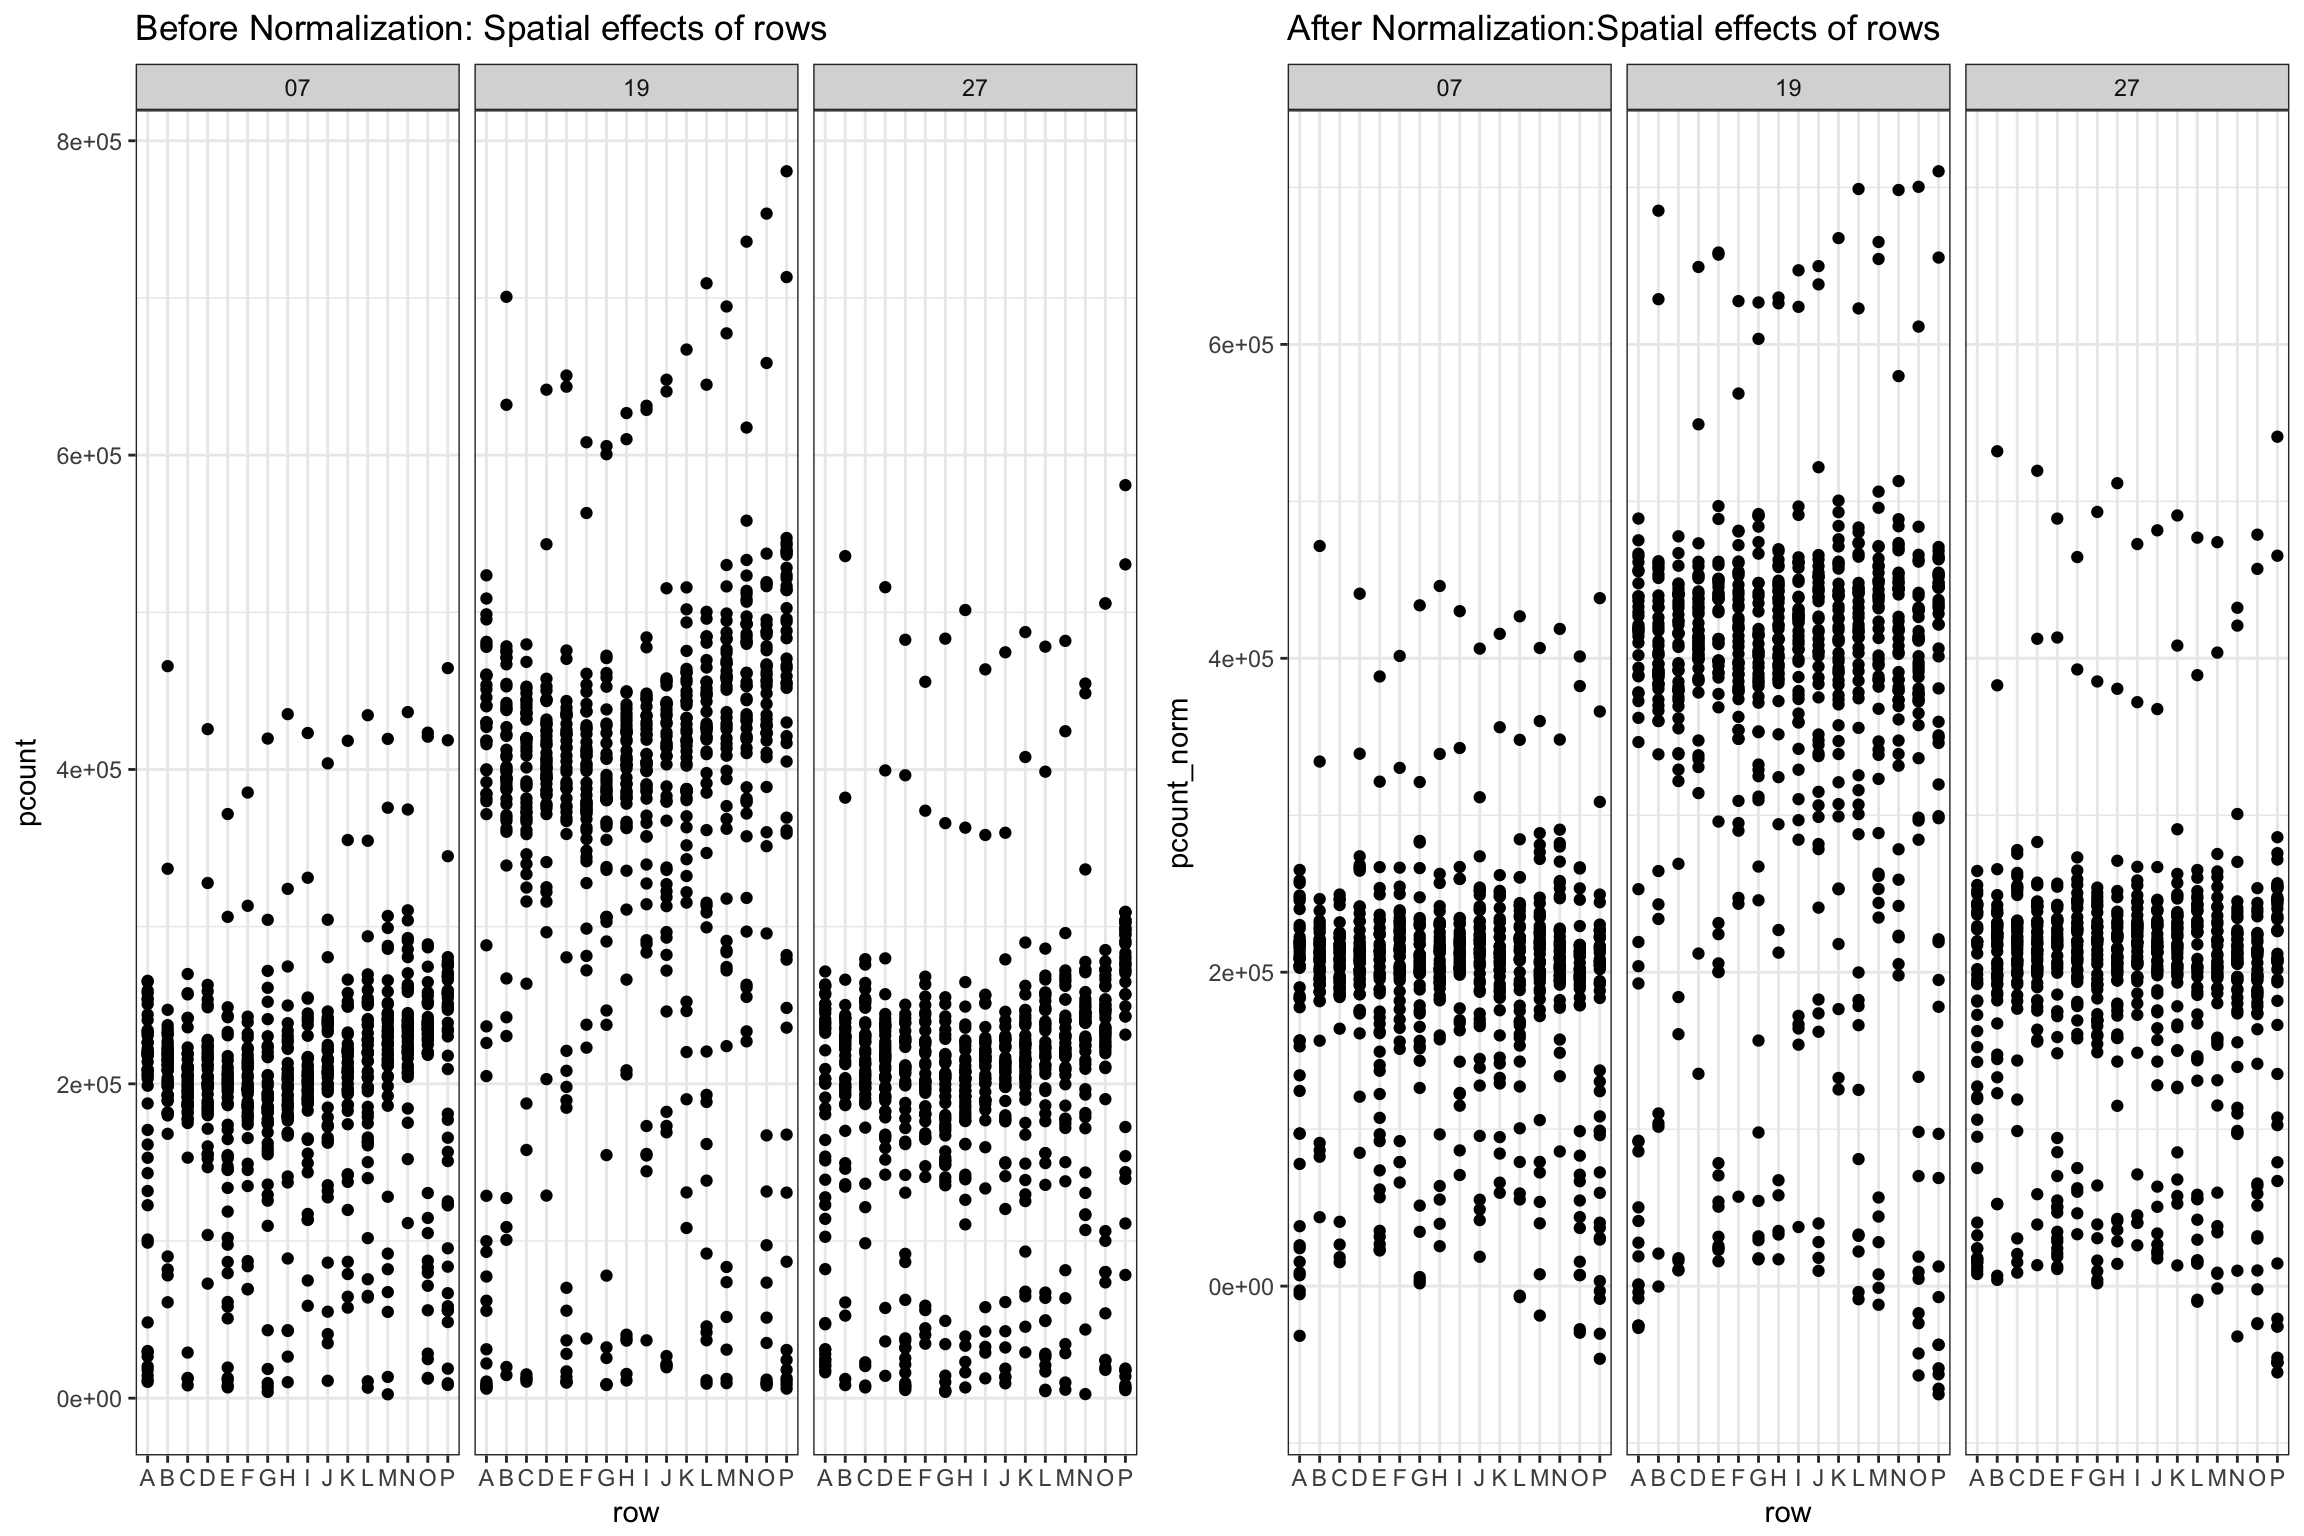 Before Normalization: Spatial effects of rows
07 19 27
8e+05
6e+05
4e+05
2e+05
0e+00
pcount
A B C D E F G H I J K L M N O P A B C D E F G H I J K L M N O P A B C D E F G H I J K L M N O P
row
After Normalization:Spatial effects of rows
07 19 27
6e+05
4e+05
2e+05
0e+00
pcount_norm
A B C D E F G H I J K L M N O P A B C D E F G H I J K L M N O P A B C D E F G H I J K L M N O P
row